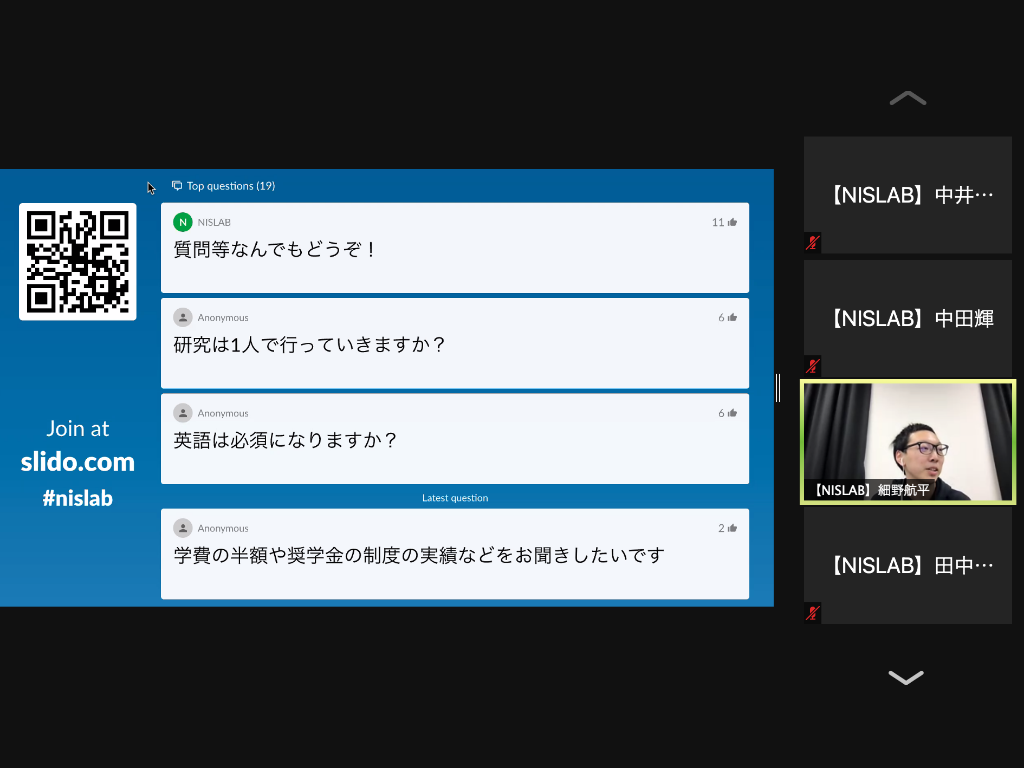 Top questions (19)
N NISLAB 11
質問等なんでもどうぞ！
Anonymous 6
研究は1人で行っていきますか？
Anonymous 6
英語は必須になりますか？
Latest question
Anonymous 2
学費の半額や奨学金の制度の実績などをお聞きしたいです
Join at
slido.com
#nislab
【NISLAB】中井…
【NISLAB】中田輝
【NISLAB】細野航平
【NISLAB】田中…